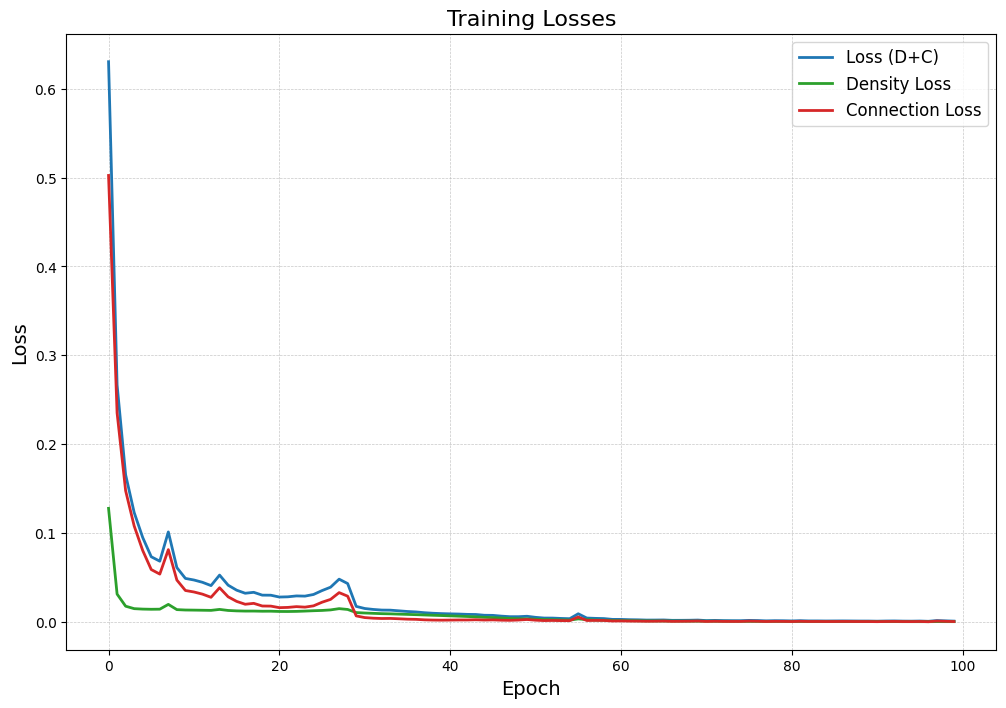 Training Losses
Loss (D+C)
Density Loss
Connection Loss
0.6
0.5
0.4
0.3
0.2
0.1
0.0
Loss
0 20 40 60 80 100
Epoch